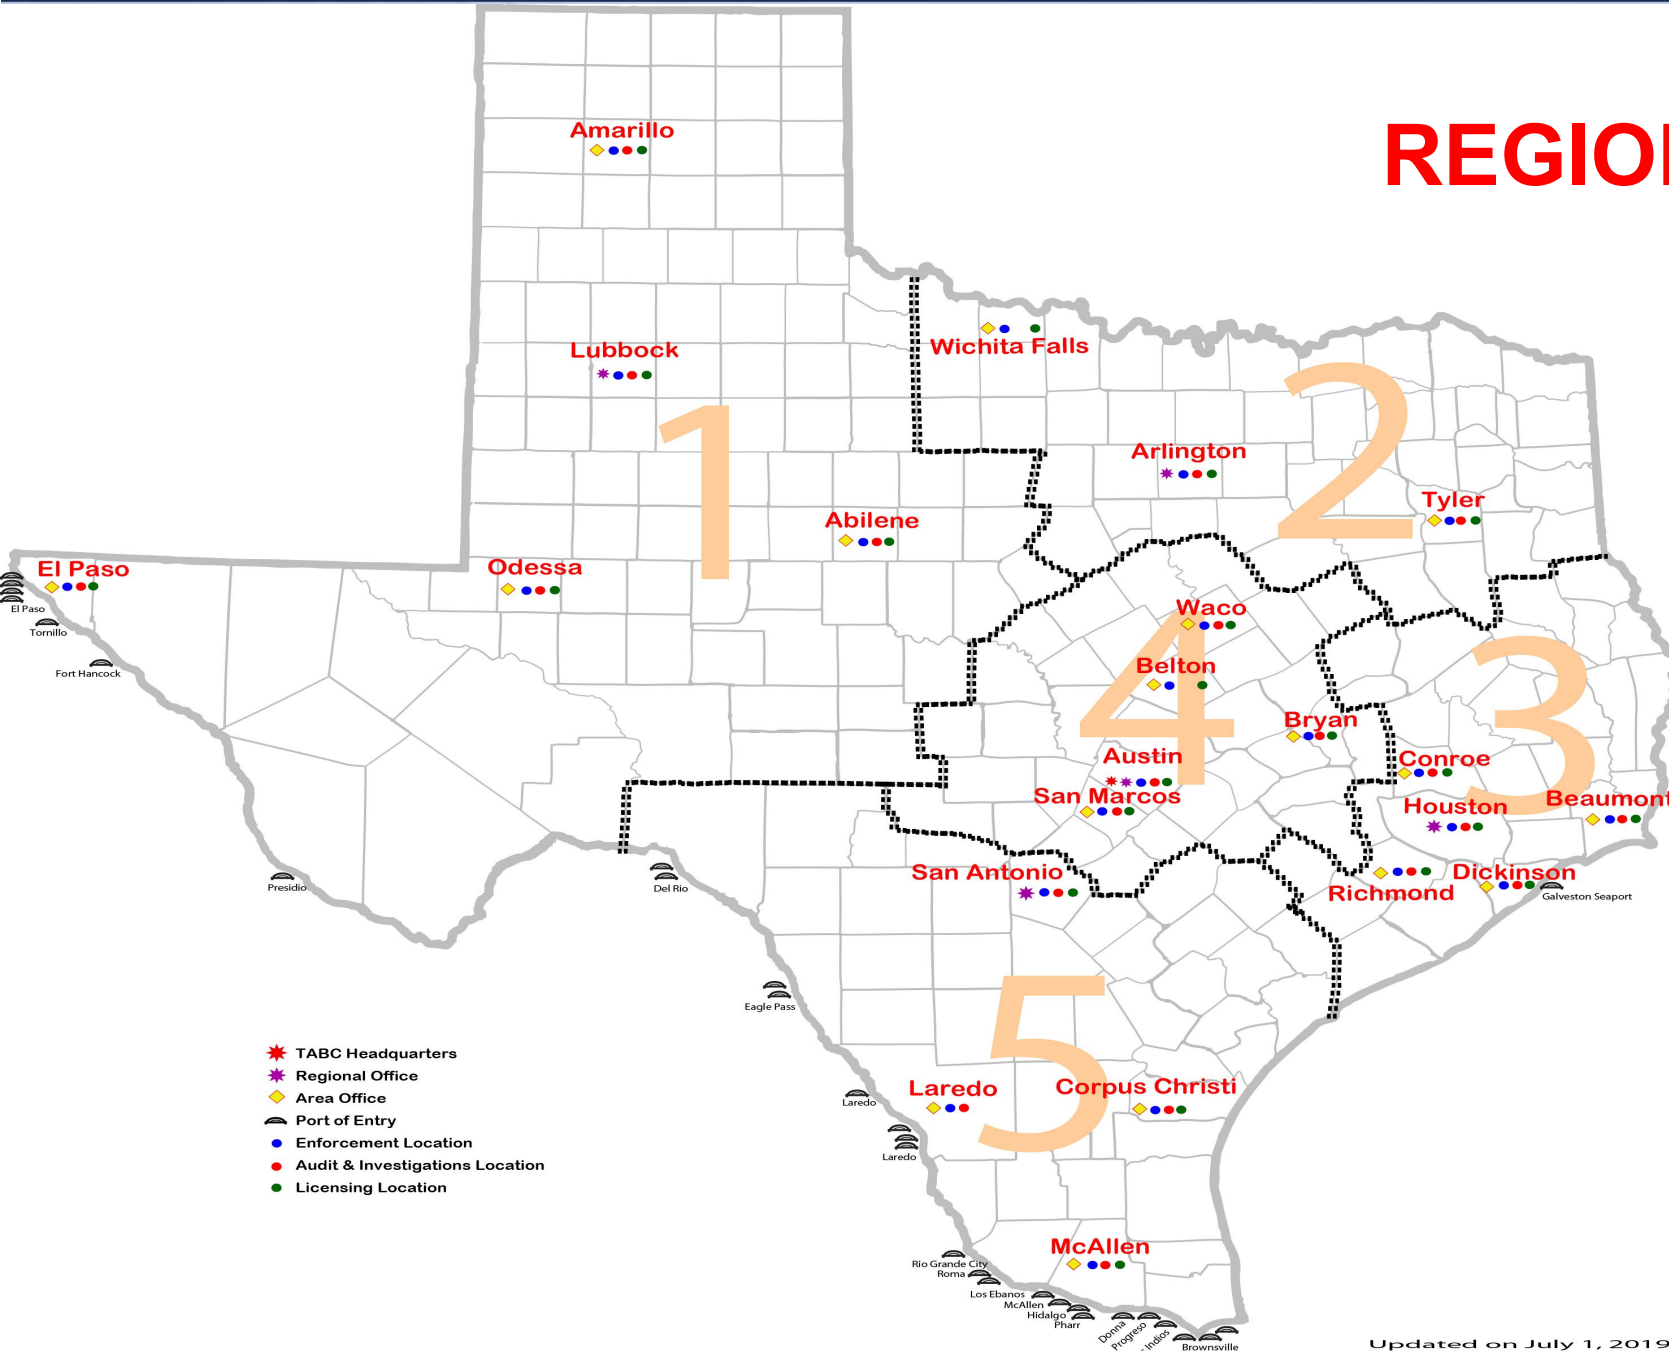 REGIO
Amarillo
Lubbock
Wichita Falls
Arlington
Tyler
Abilene
Odessa
El Paso
El Paso
Tornillo
Fort Hancock
Presidio
Del Rio
Eagle Pass
Waco
Belton
Bryan
Austin
San Marcos
Conroe
Houston
Beaumont
Richmond
Dickinson
Galveston Seaport
San Antonio
Laredo
Corpus Christi
Laredo
Laredo
McAllen
Rio Grande City
Roma
Los Ebanos
McAllen
Hidalgo
Pharr
Donna
Progreso
Indios
Brownsville
1
2
3
4
5
TABC Headquarters
Regional Office
Area Office
Port of Entry
Enforcement Location
Audit & Investigations Location
Licensing Location
Updated on July 1, 2019